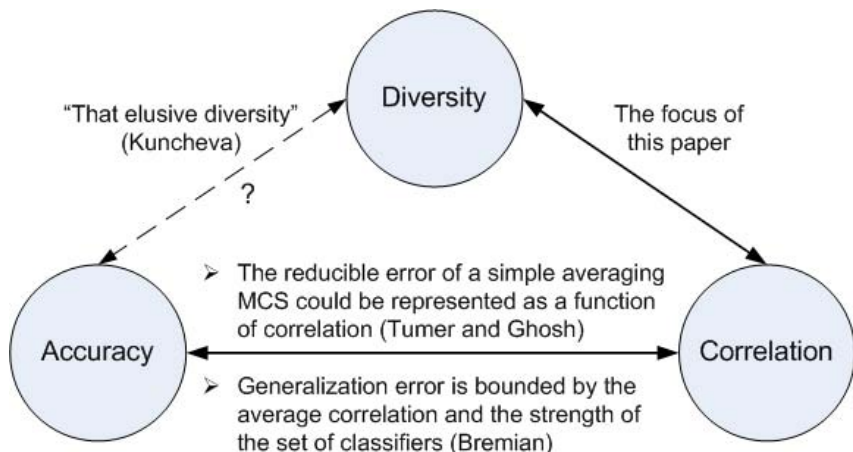 Diversity
“That elusive diversity”
(Kuncheva)
The focus of
this paper
?
➢ The reducible error of a simple averaging
MCS could be represented as a function
of correlation (Tumer and Ghosh)
Accuracy
Correlation
➢ Generalization error is bounded by the
average correlation and the strength of
the set of classifiers (Bremian)